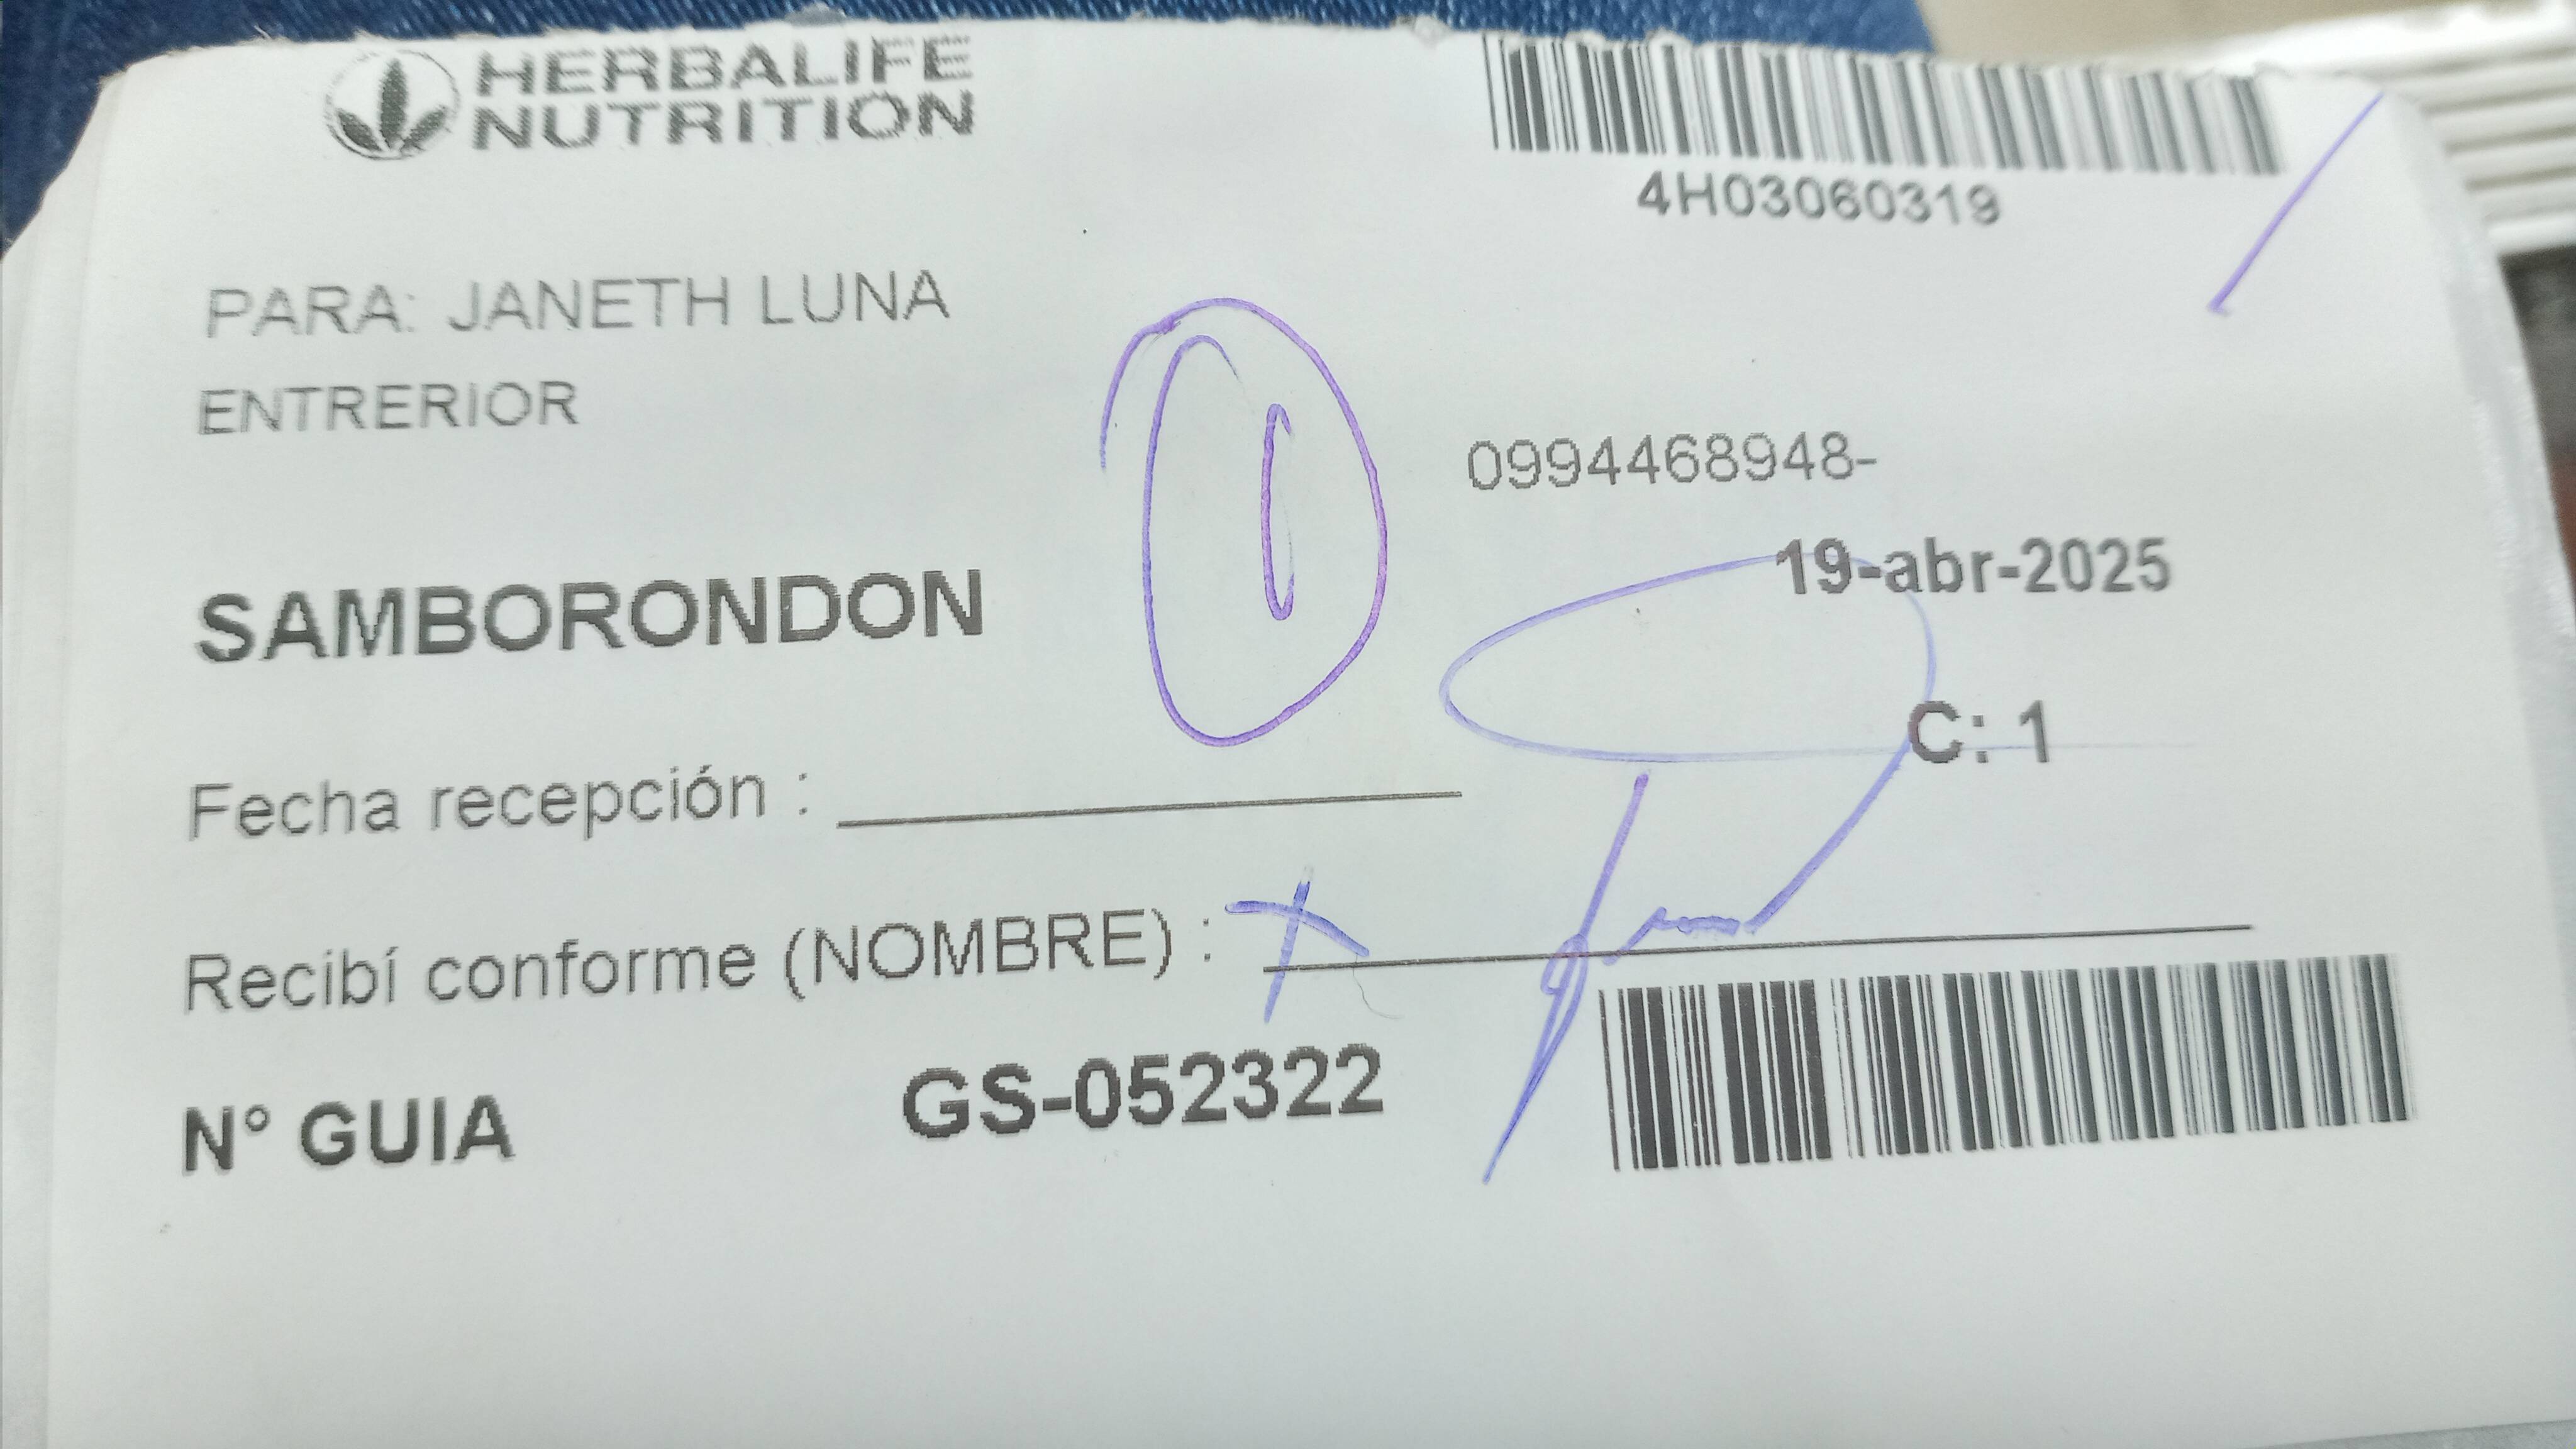 HERBALIFE
NUTRITION
4H03060319
PARA: JANETH LUNA
ENTRERIOR
0994468948-
19-abr-2025
SAMBORONDON
C: 1
Fecha recepción :
Recibí conforme (NOMBRE) :
N° GUIA GS-052322